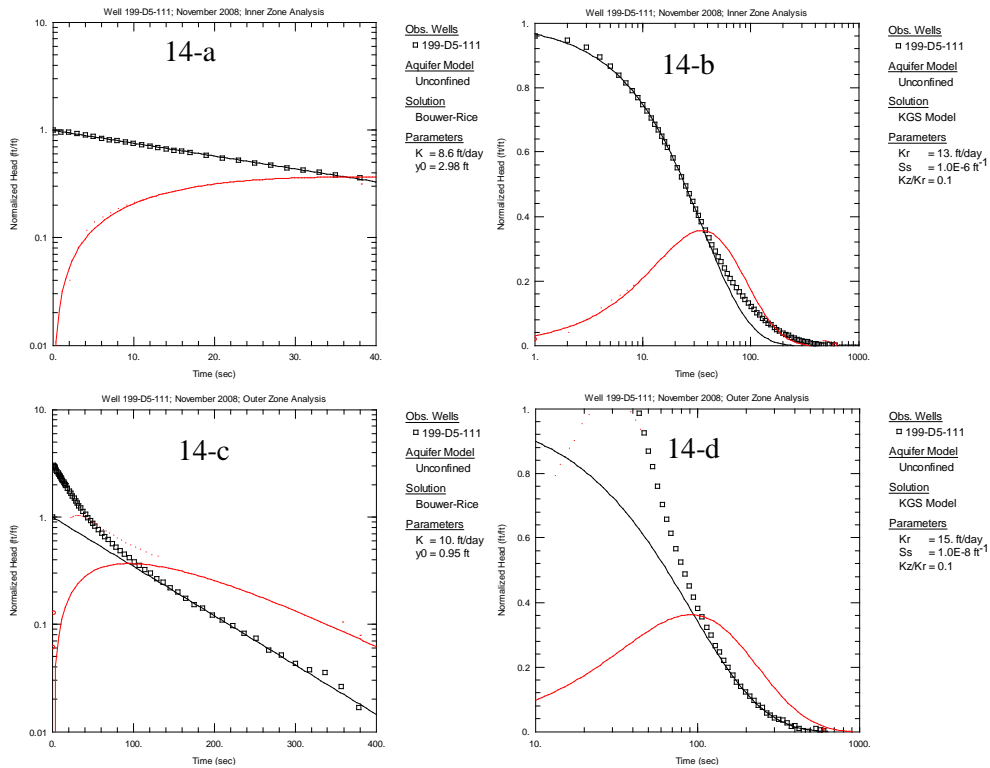 Well 199-D5-111; November 2008; Inner Zone Analysis
14-a
10.
1.
0.1
0.01
Normalized Head (ft/ft)
0.
10.
20.
30.
40.
Time (sec)
Obs. Wells
199-D5-111
Aquifer Model
Unconfined
Solution
Bouwer-Rice
Parameters
K = 8.6 ft/day
y0 = 2.98 ft
Well 199-D5-111; November 2008; Inner Zone Analysis
14-b
1.
0.8
0.6
0.4
0.2
0.
Normalized Head (ft/ft)
1.
10.
100.
1000.
Time (sec)
Obs. Wells
199-D5-111
Aquifer Model
Unconfined
Solution
KGS Model
Parameters
Kr = 13. ft/day
Ss = 1.0E-6 ft-1
Kz/Kr = 0.1
Well 199-D5-111; November 2008; Outer Zone Analysis
14-c
10.
1.
0.1
0.01
Normalized Head (ft/ft)
0.
100.
200.
300.
400.
Time (sec)
Obs. Wells
199-D5-111
Aquifer Model
Unconfined
Solution
Bouwer-Rice
Parameters
K = 10. ft/day
y0 = 0.95 ft
Well 199-D5-111; November 2008; Outer Zone Analysis
14-d
1.
0.8
0.6
0.4
0.2
0.
Normalized Head (ft/ft)
10.
100.
1000.
Time (sec)
Obs. Wells
199-D5-111
Aquifer Model
Unconfined
Solution
KGS Model
Parameters
Kr = 15. ft/day
Ss = 1.0E-8 ft-1
Kz/Kr = 0.1